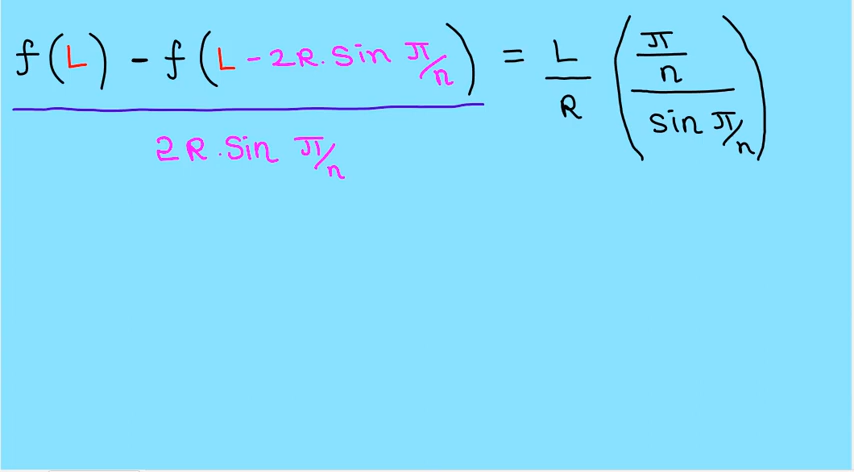 f(L) - f(L - 2R.Sin π/n) = L/R (π/n / sin π/n)
2R.Sin π/n